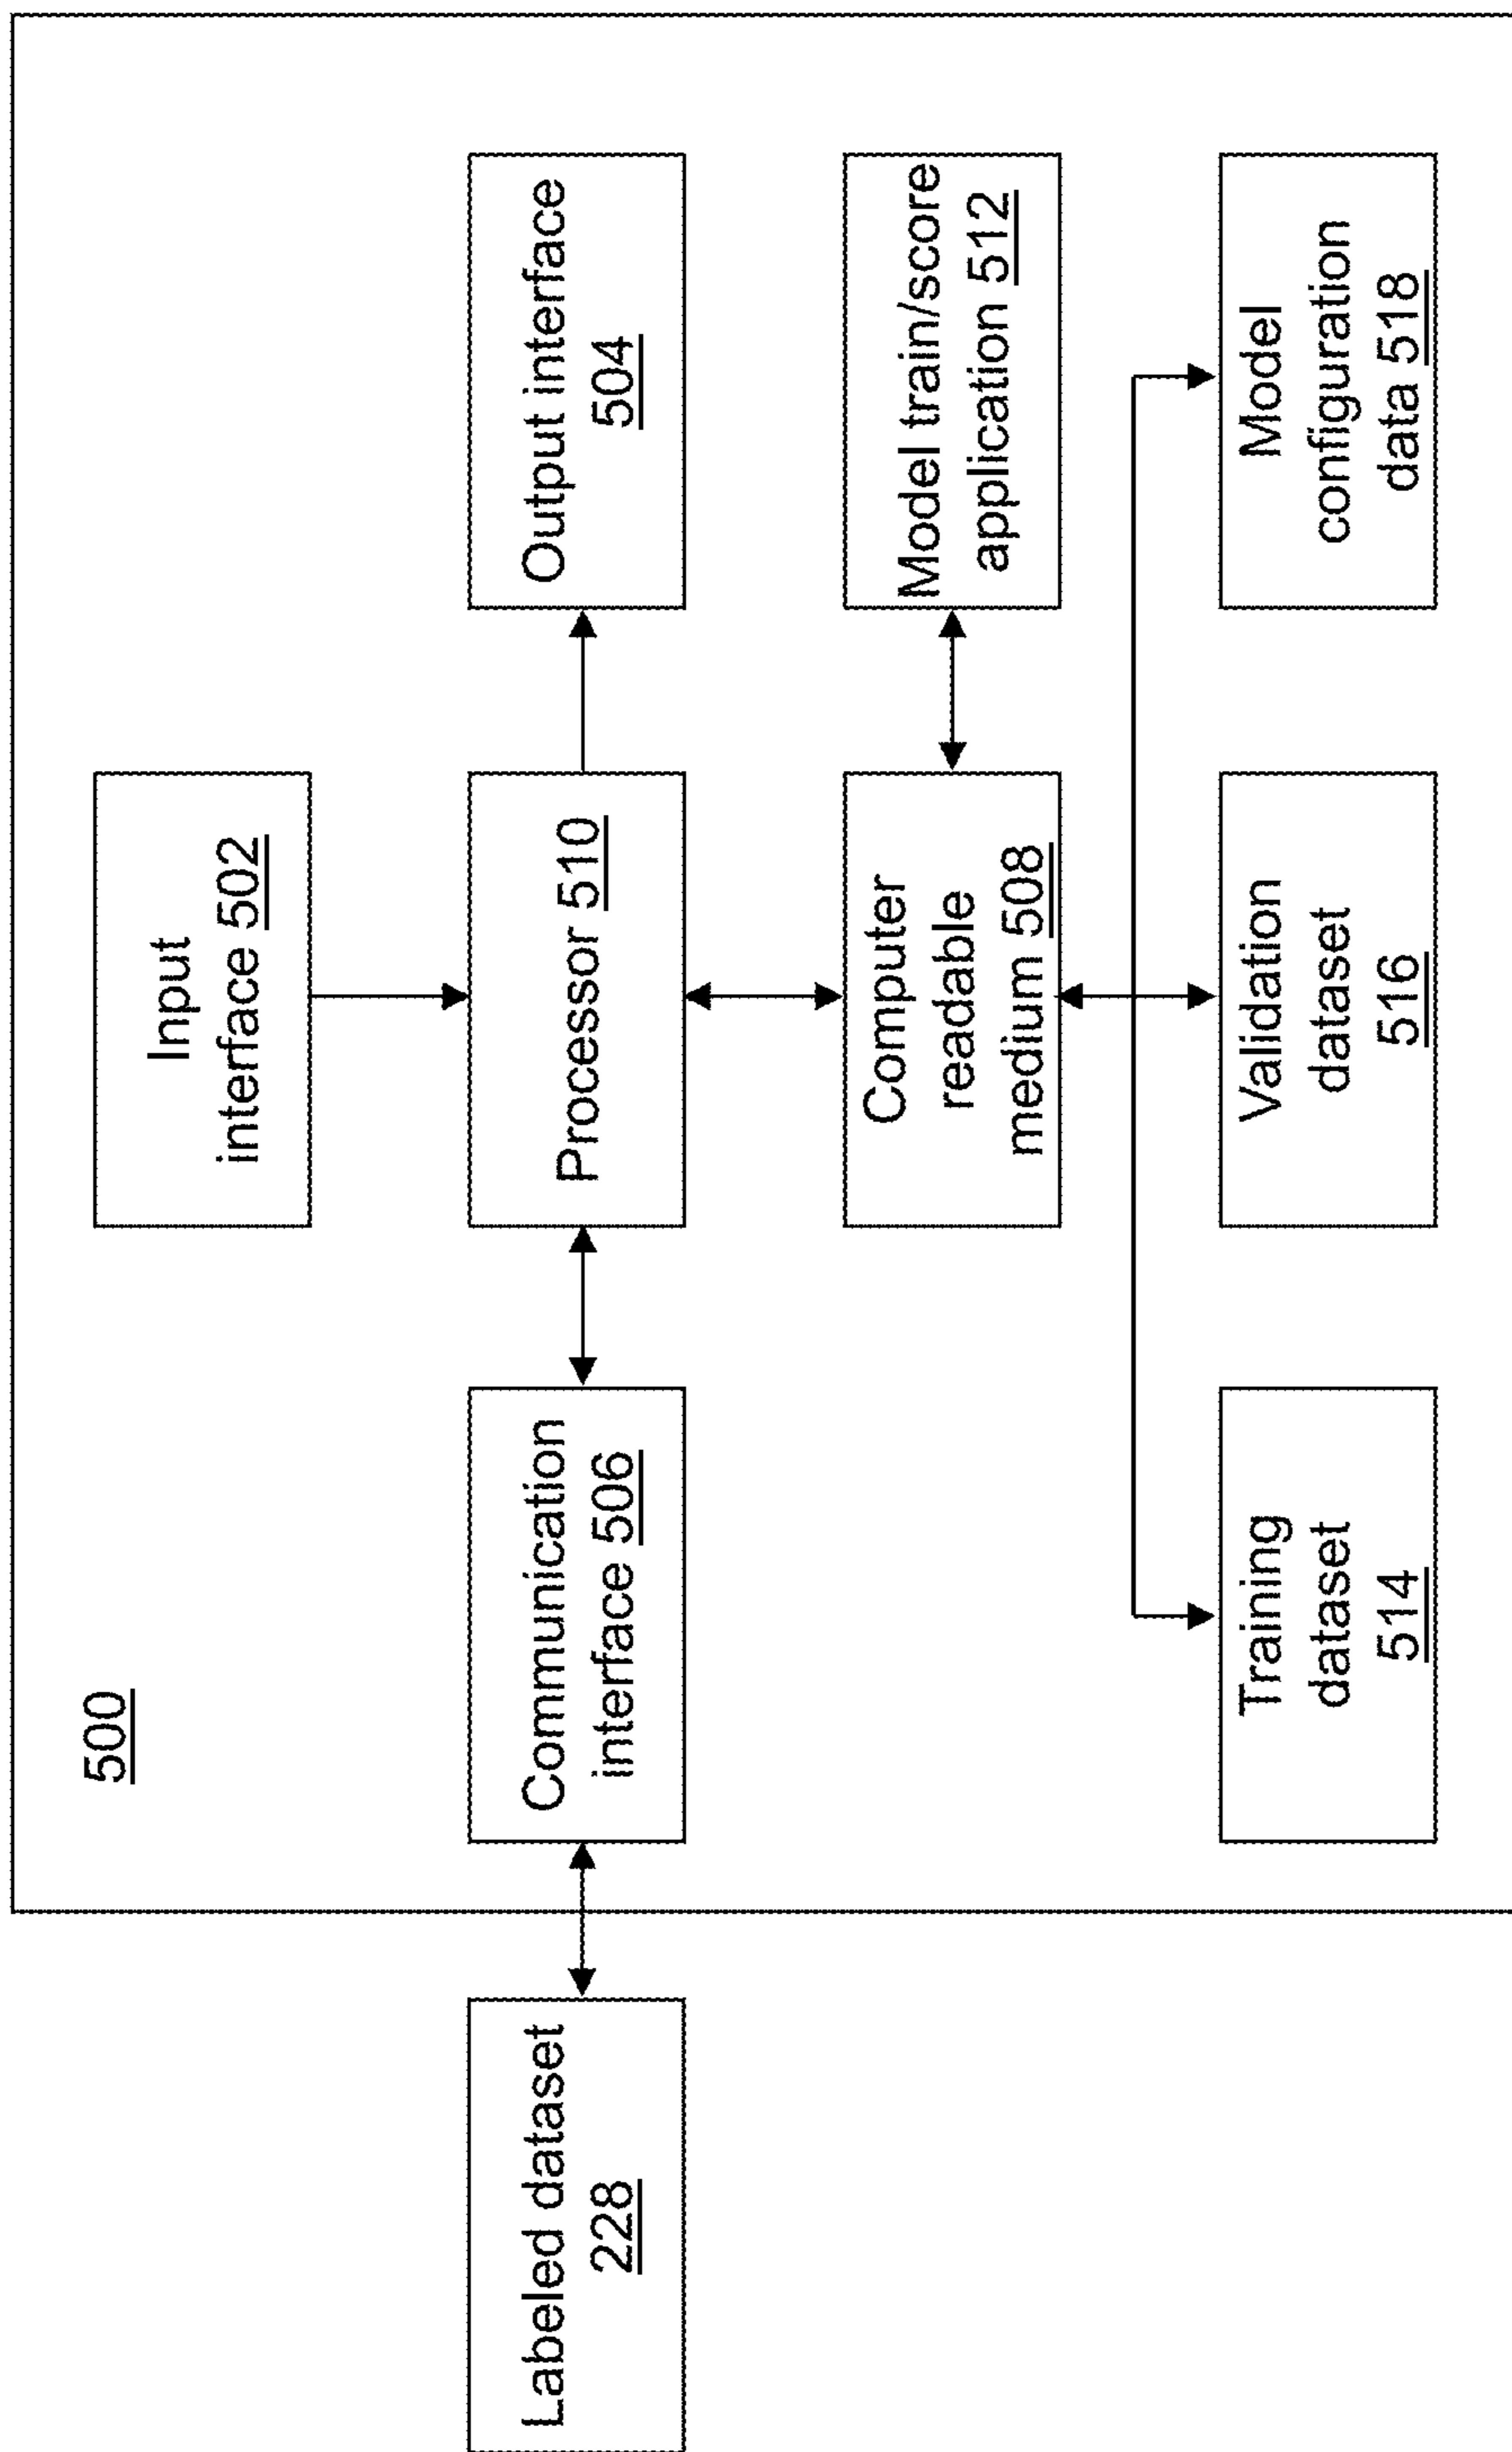 500
Input
interface 502
Labeled dataset
228
Communication
interface 506
Processor 510
Output interface
504
Computer
readable
medium 508
Model train/score
application 512
Training
dataset
514
Validation
dataset
516
Model
configuration
data 518